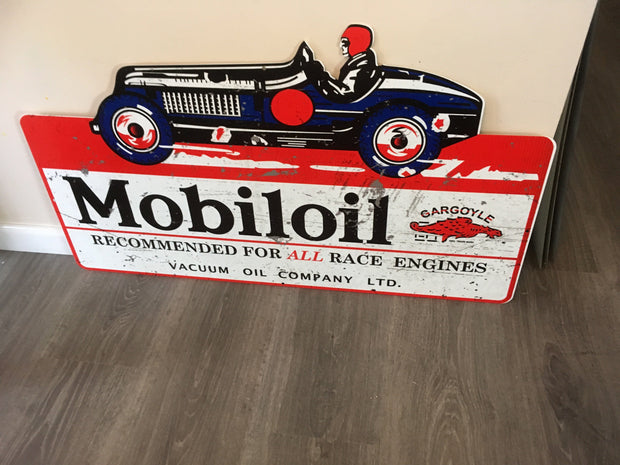 Mobiloil
GARGOYLE
RECOMMENDED FOR ALL RACE ENGINES
VACUUM OIL COMPANY LTD.